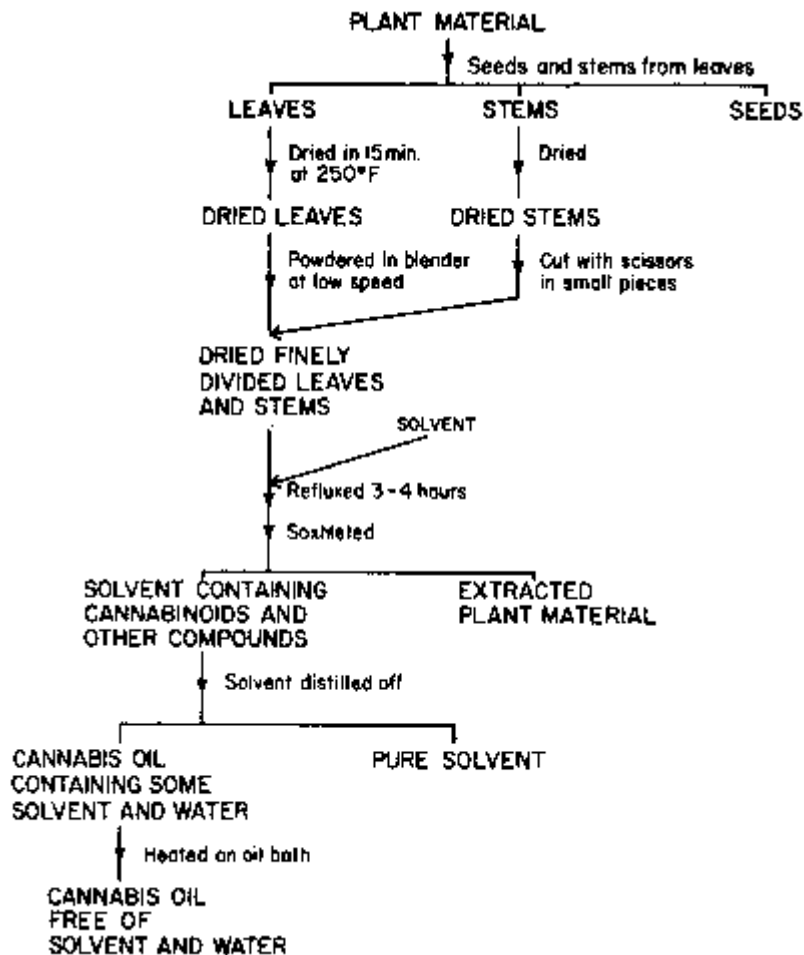 PLANT MATERIAL
Seeds and stems from leaves
LEAVES
STEMS
SEEDS
Dried in 15 min.
at 250°F
Dried
DRIED LEAVES
DRIED STEMS
Powdered in blender
at low speed
Cut with scissors
in small pieces
DRIED FINELY
DIVIDED LEAVES
AND STEMS
SOLVENT
Refluxed 3-4 hours
Soxhleted
SOLVENT CONTAINING
CANNABINOIDS AND
OTHER COMPOUNDS
EXTRACTED
PLANT MATERIAL
Solvent distilled off
CANNABIS OIL
CONTAINING SOME
SOLVENT AND WATER
PURE SOLVENT
Heated on oil bath
CANNABIS OIL
FREE OF
SOLVENT AND WATER